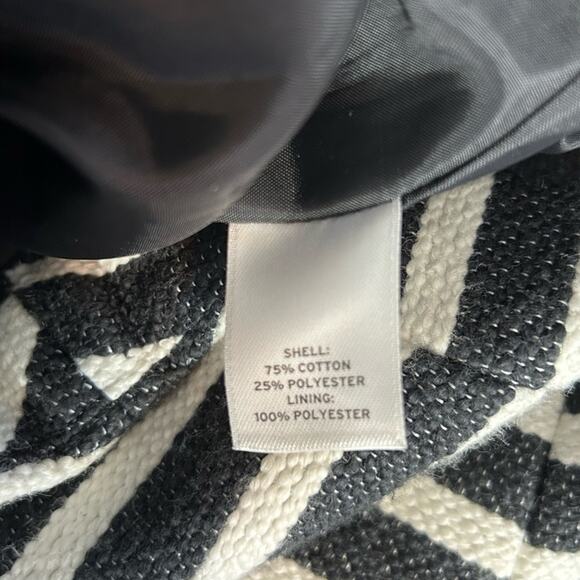 SHELL:
75% COTTON
25% POLYESTER
LINING:
100% POLYESTER